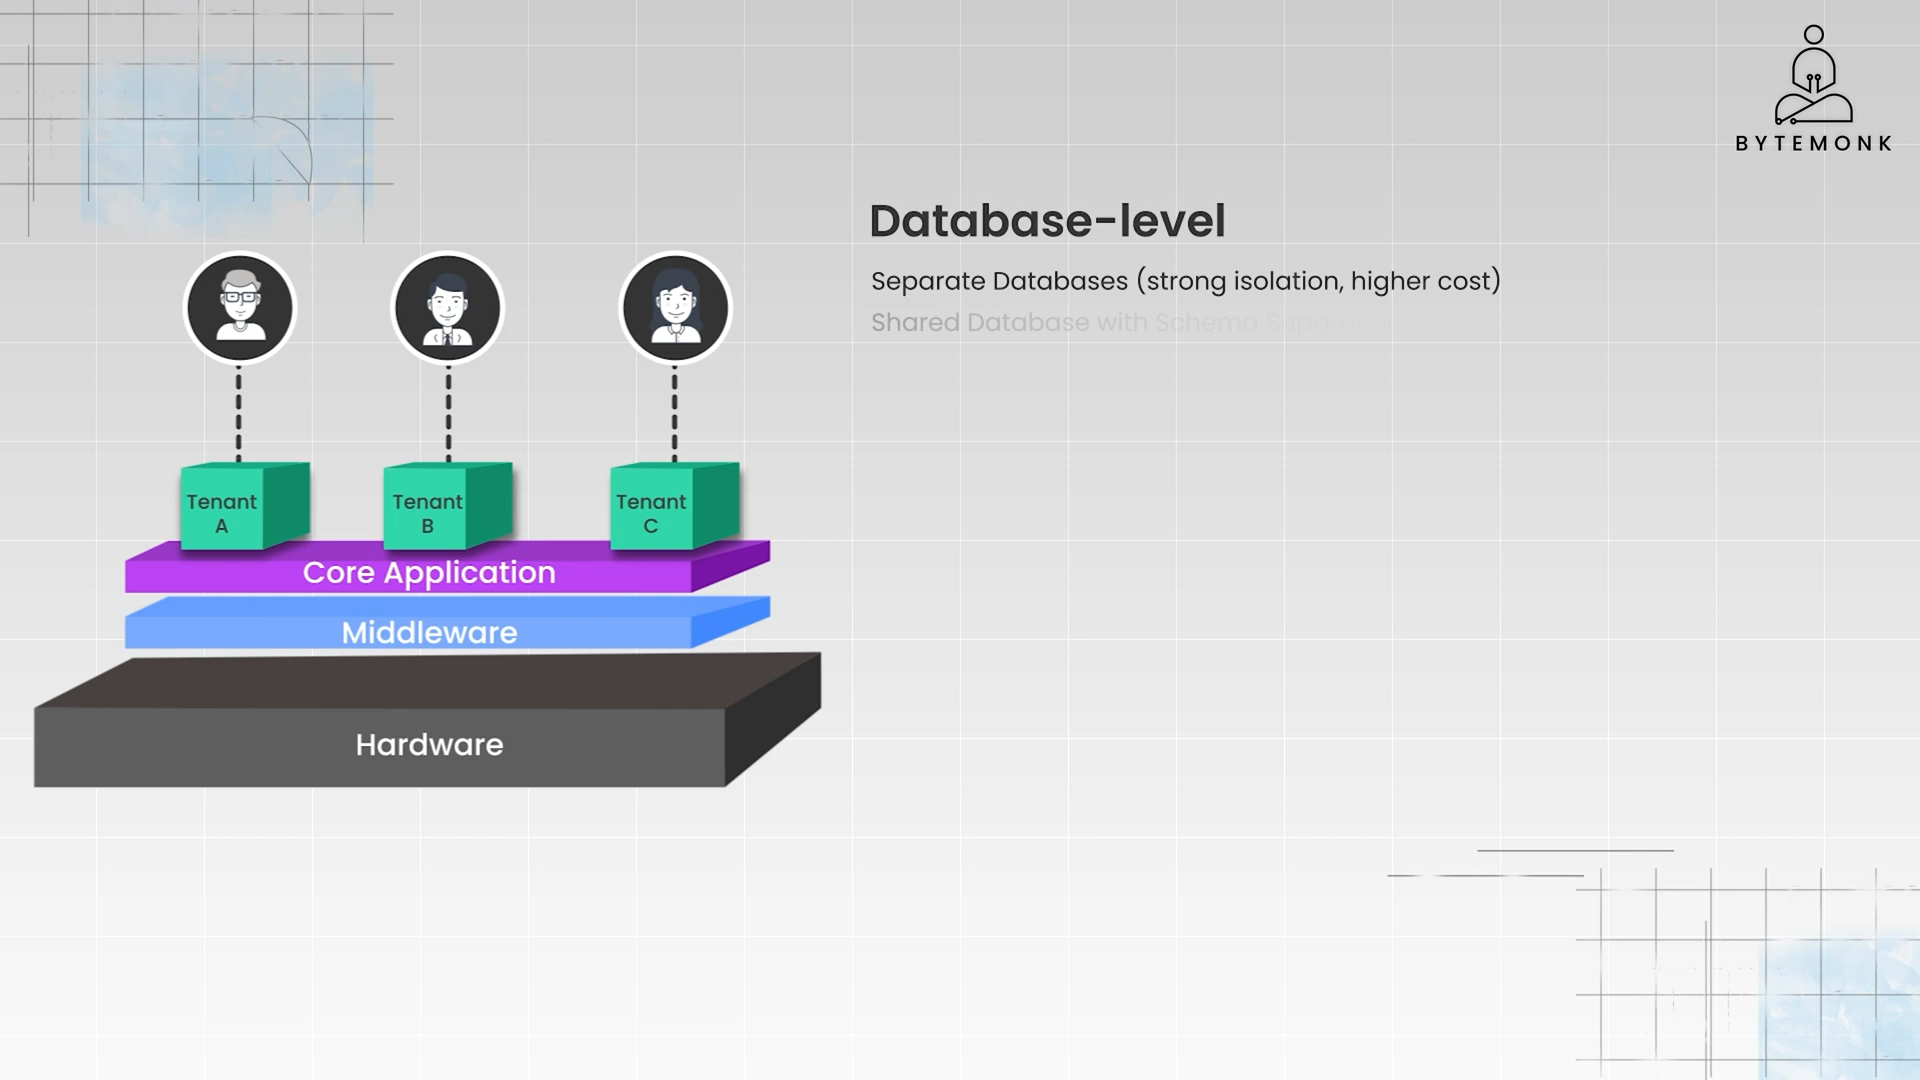 BYTEMONK
Database-level
Separate Databases (strong isolation, higher cost)
Shared Database with Schema
Tenant
A
Tenant
B
Tenant
C
Core Application
Middleware
Hardware